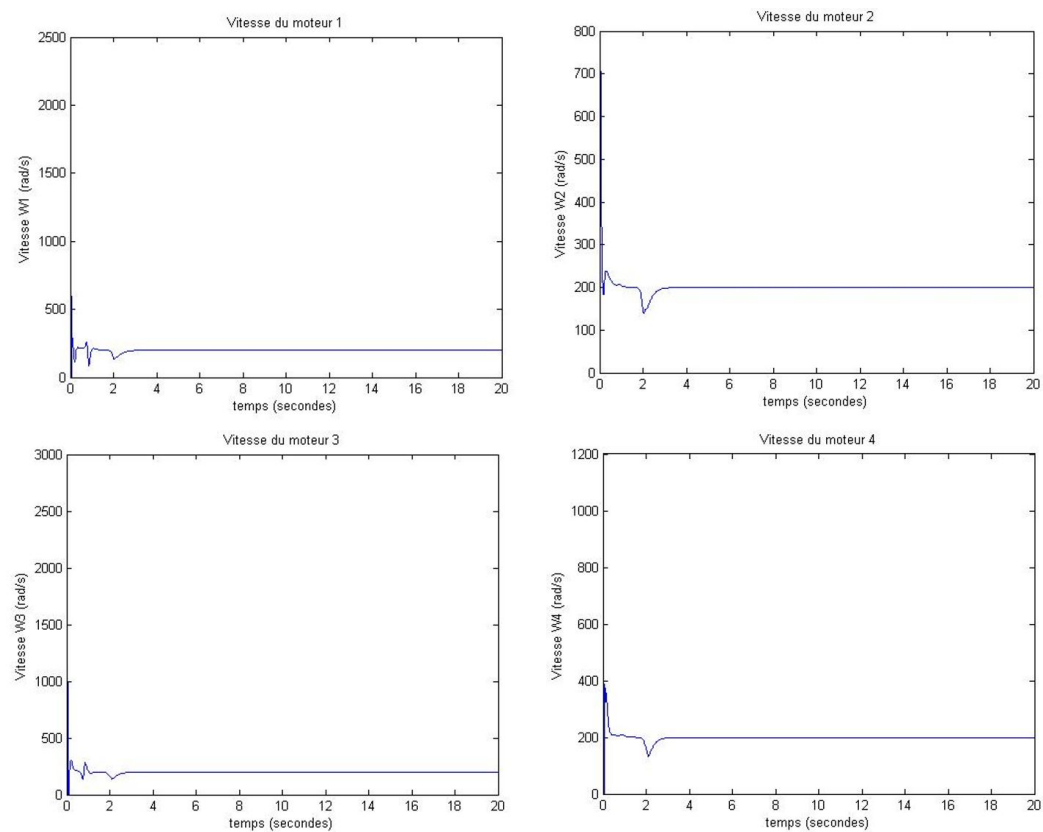 Vitesse du moteur 1
2500
2000
1500
1000
500
0
Vitesse W1 (rad/s)
0 2 4 6 8 10 12 14 16 18 20
temps (secondes)
Vitesse du moteur 2
800
700
600
500
400
300
200
100
0
Vitesse W2 (rad/s)
0 2 4 6 8 10 12 14 16 18 20
temps (secondes)
Vitesse du moteur 3
3000
2500
2000
1500
1000
500
0
Vitesse W3 (rad/s)
0 2 4 6 8 10 12 14 16 18 20
temps (secondes)
Vitesse du moteur 4
1200
1000
800
600
400
200
0
Vitesse W4 (rad/s)
0 2 4 6 8 10 12 14 16 18 20
temps (secondes)